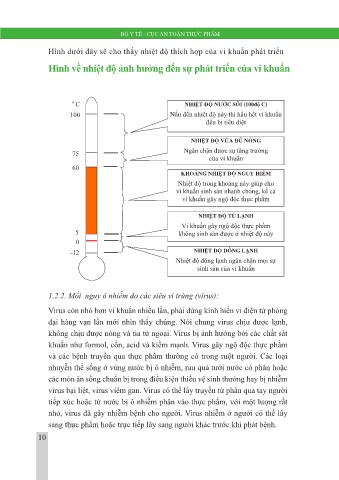 BỘ Y TẾ - CỤC AN TOÀN THỰC PHẨM
Hình dưới đây sẽ cho thấy nhiệt độ thích hợp của vi khuẩn phát triển
Hình vẽ nhiệt độ ảnh hưởng đến sự phát triển của vi khuẩn
° C
100
75
60
5
0
-12
NHIỆT ĐỘ NƯỚC SÔI (100độ C)
Nấu đến nhiệt độ này thì hầu hết vi khuẩn
đều bị tiêu diệt
NHIỆT ĐỘ VỪA ĐỦ NÓNG
Ngăn chặn được sự tăng trưởng
của vi khuẩn
KHOẢNG NHIỆT ĐỘ NGUY HIỂM
Nhiệt độ trong khoảng này giúp cho
vi khuẩn sinh sản nhanh chóng, kể cả
vi khuẩn gây ngộ độc thực phẩm
NHIỆT ĐỘ TỦ LẠNH
Vi khuẩn gây ngộ độc thực phẩm
không sinh sản được ở nhiệt độ này
NHIỆT ĐỘ ĐÔNG LẠNH
Nhiệt độ đông lạnh ngăn chặn mọi sự
sinh sản của vi khuẩn
1.2.2. Mối nguy ô nhiễm do các siêu vi trùng (virus):
Virus còn nhỏ hơn vi khuẩn nhiều lần, phải dùng kính hiển vi điện tử phóng
đại hàng vạn lần mới nhìn thấy chúng. Nói chung virus chịu được lạnh,
không chịu được nóng và tia tử ngoại. Virus bị ảnh hưởng bởi các chất sát
khuẩn như formol, cồn, acid và kiềm mạnh. Virus gây ngộ độc thực phẩm
và các bệnh truyền qua thực phẩm thường có trong ruột người. Các loại
nhuyễn thể sống ở vùng nước bị ô nhiễm, rau quả tưới nước có phân hoặc
các món ăn sống chuẩn bị trong điều kiện thiếu vệ sinh thường hay bị nhiễm
virus bại liệt, virus viêm gan. Virus có thể lây truyền từ phân qua tay người
tiếp xúc hoặc từ nước bị ô nhiễm phân vào thực phẩm, với một lượng rất
nhỏ, virus đã gây nhiễm bệnh cho người. Virus nhiễm ở người có thể lây
sang thực phẩm hoặc trực tiếp lây sang người khác trước khi phát bệnh.
10